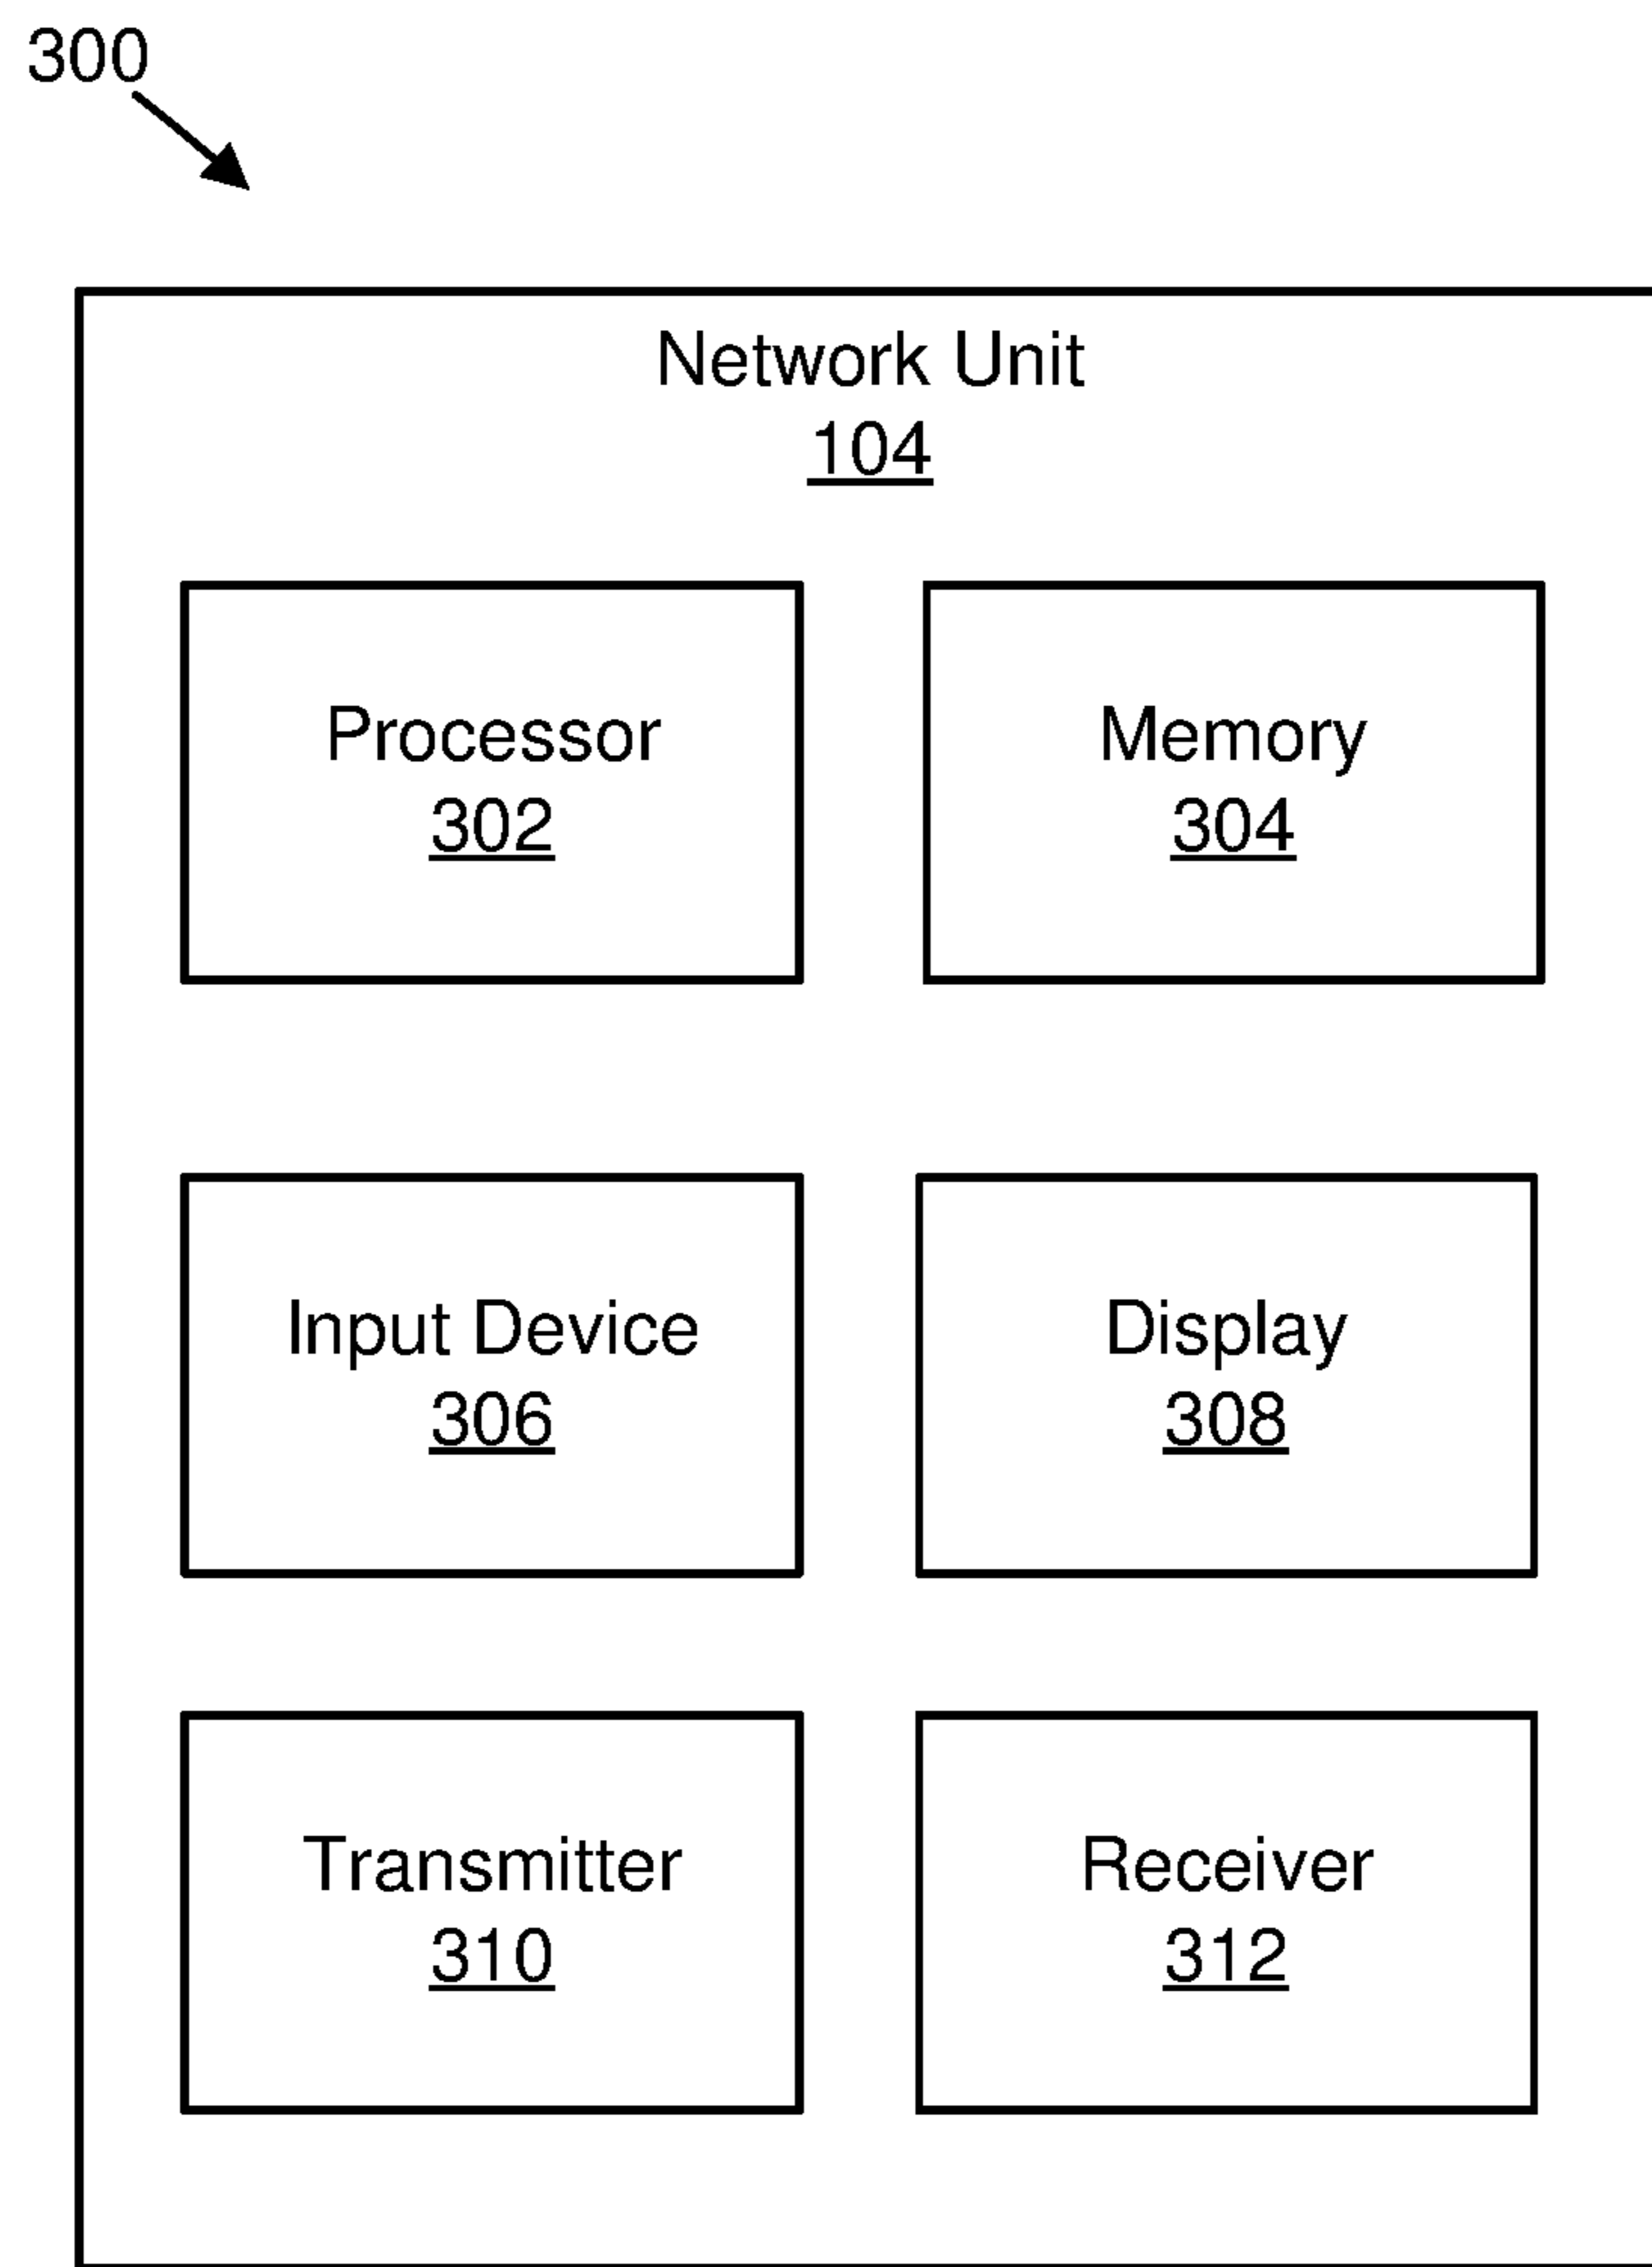 300
Network Unit
104
Processor
302
Memory
304
Input Device
306
Display
308
Transmitter
310
Receiver
312